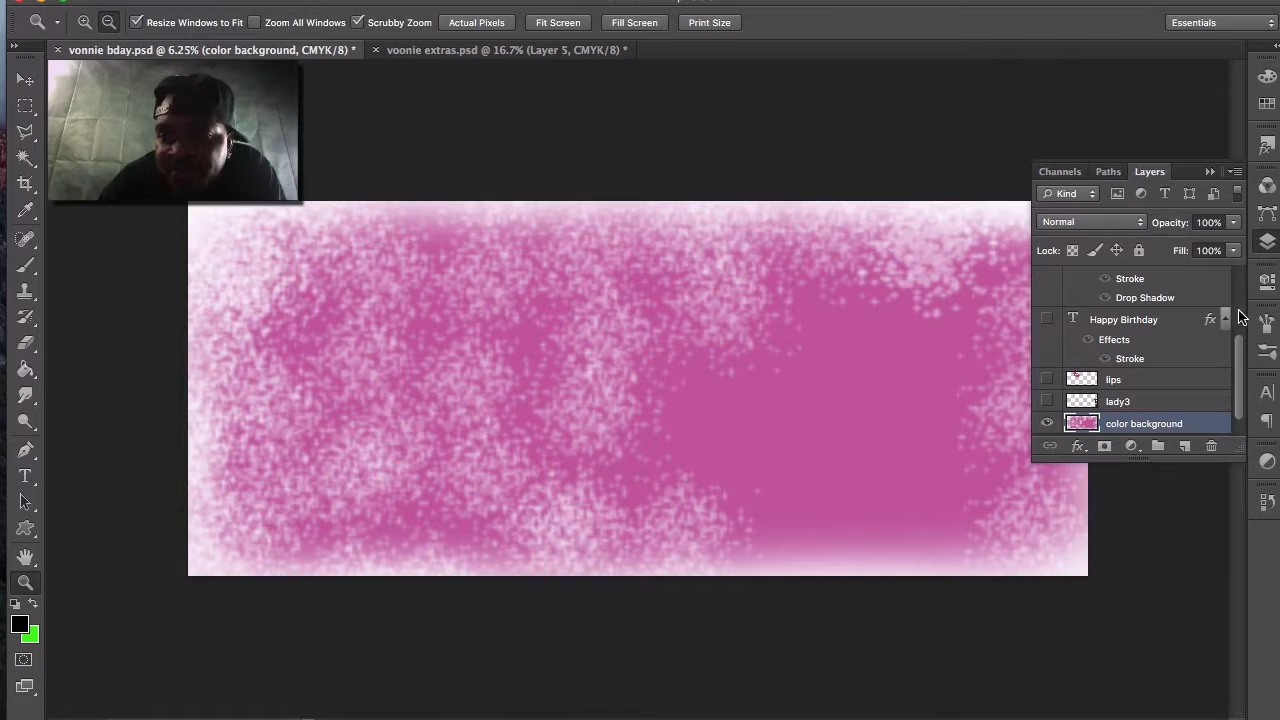 Resize Windows to Fit Zoom All Windows Scrubby Zoom Actual Pixels Fit Screen Fill Screen Print Size Essentials
vonnie bday.psd @ 6.25% (color background, CMYK/8) * voonie extras.psd @ 16.7% (Layer 5, CMYK/8) *
Channels Paths Layers
Kind
Normal Opacity: 100%
Lock: Fill: 100%
Stroke
Drop Shadow
Happy Birthday fx
Effects
Stroke
lips
lady3
color background